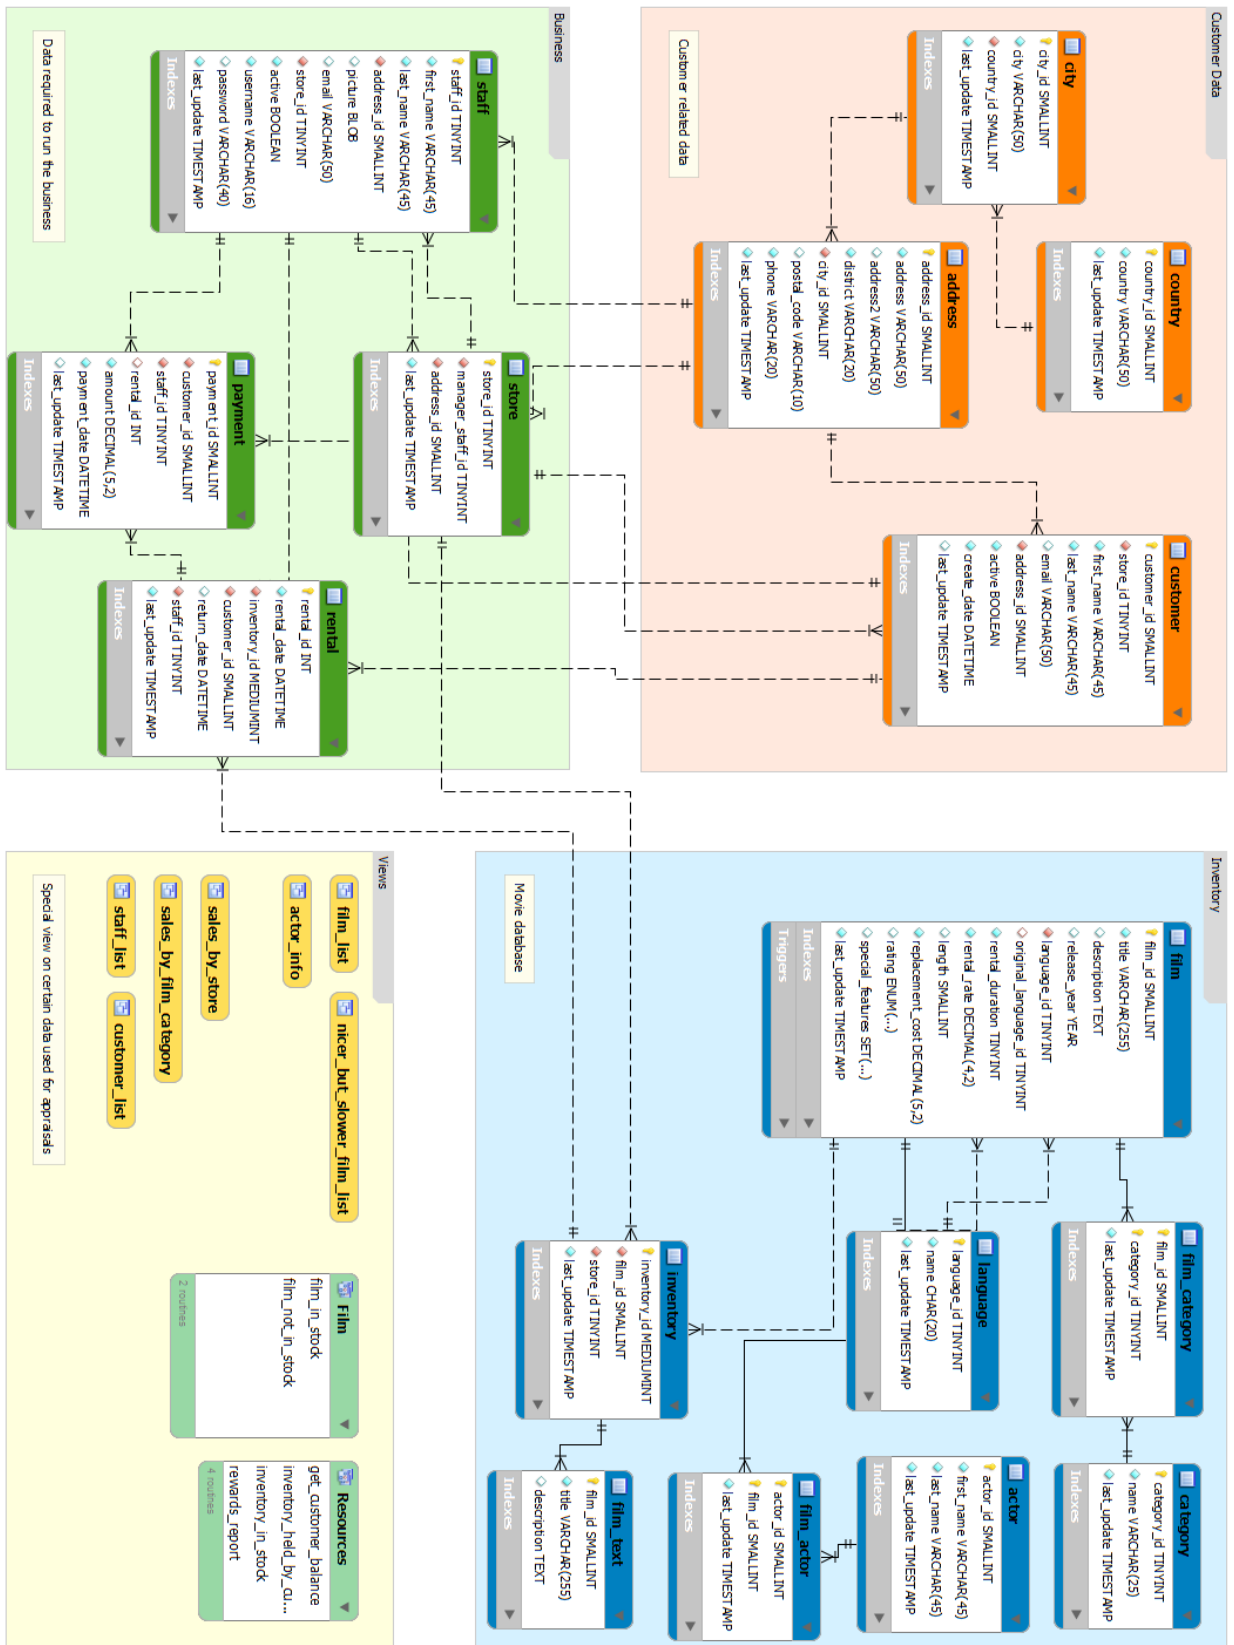 Customer Data
Customer related data
city
city_id SMALLINT
city VARCHAR(50)
country_id SMALLINT
last_update TIMESTAMP
Indexes
country
country_id SMALLINT
country VARCHAR(50)
last_update TIMESTAMP
Indexes
address
address_id SMALLINT
address VARCHAR(50)
address2 VARCHAR(50)
district VARCHAR(20)
city_id SMALLINT
postal_code VARCHAR(10)
phone VARCHAR(20)
last_update TIMESTAMP
Indexes
customer
customer_id SMALLINT
store_id TINYINT
first_name VARCHAR(45)
last_name VARCHAR(45)
email VARCHAR(50)
address_id SMALLINT
active BOOLEAN
create_date DATETIME
last_update TIMESTAMP
Indexes
Inventory
Movie database
film
film_id SMALLINT
title VARCHAR(255)
description TEXT
release_year YEAR
language_id TINYINT
original_language_id TINYINT
rental_duration TINYINT
rental_rate DECIMAL(4,2)
length SMALLINT
replacement_cost DECIMAL(5,2)
rating ENUM(...)
special_features SET(...)
last_update TIMESTAMP
Indexes
Triggers
film_category
film_id SMALLINT
category_id TINYINT
last_update TIMESTAMP
Indexes
category
category_id TINYINT
name VARCHAR(25)
last_update TIMESTAMP
Indexes
language
language_id TINYINT
name CHAR(20)
last_update TIMESTAMP
Indexes
actor
actor_id SMALLINT
first_name VARCHAR(45)
last_name VARCHAR(45)
last_update TIMESTAMP
Indexes
inventory
inventory_id MEDIUMINT
film_id SMALLINT
store_id TINYINT
last_update TIMESTAMP
Indexes
film_actor
actor_id SMALLINT
film_id SMALLINT
last_update TIMESTAMP
Indexes
film_text
film_id SMALLINT
title VARCHAR(255)
description TEXT
Indexes
Business
Data required to run the business
staff
staff_id TINYINT
first_name VARCHAR(45)
last_name VARCHAR(45)
address_id SMALLINT
picture BLOB
email VARCHAR(50)
store_id TINYINT
active BOOLEAN
username VARCHAR(16)
password VARCHAR(40)
last_update TIMESTAMP
Indexes
store
store_id TINYINT
manager_staff_id TINYINT
address_id SMALLINT
last_update TIMESTAMP
Indexes
payment
payment_id SMALLINT
customer_id SMALLINT
staff_id TINYINT
rental_id INT
amount DECIMAL(5,2)
payment_date DATETIME
last_update TIMESTAMP
Indexes
rental
rental_id INT
rental_date DATETIME
inventory_id MEDIUMINT
customer_id SMALLINT
return_date DATETIME
staff_id TINYINT
last_update TIMESTAMP
Indexes
Views
Special view on certain data used for appraisals
film_list
nicer_but_slower_film_list
actor_info
sales_by_store
sales_by_film_category
staff_list
customer_list
Film
film_in_stock
film_not_in_stock
2 routines
Resources
get_customer_balance
inventory_held_by_cu...
inventory_in_stock
rewards_report
4 routines